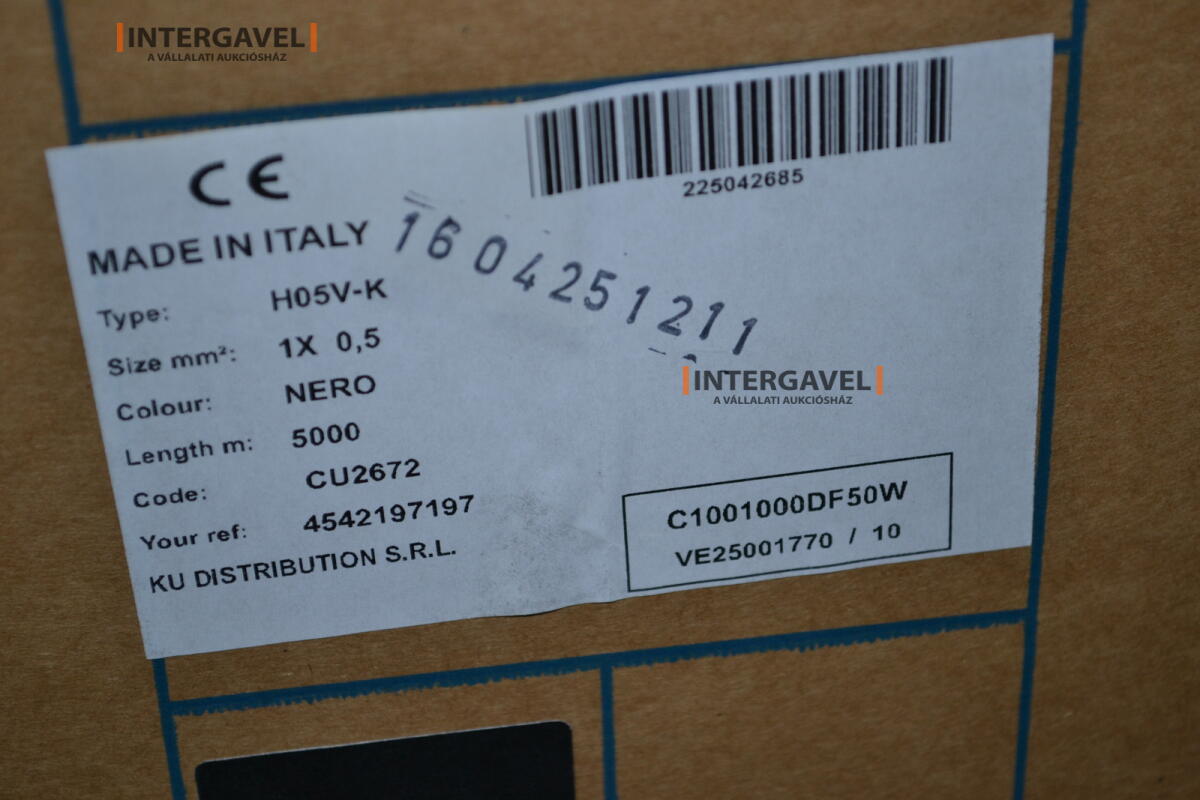 INTERGAVEL
A VÁLLALATI AUKCIÓSHÁZ
CE
225042685
MADE IN ITALY
1604251211
Type: H05V-K
Size mm²: 1X 0,5
Colour: NERO
Length m: 5000
Code: CU2672
Your ref: 4542197197
KU DISTRIBUTION S.R.L.
INTERGAVEL
A VÁLLALATI AUKCIÓSHÁZ
C1001000DF50W
VE25001770 / 10